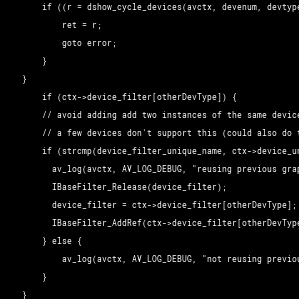 if ((r = dshow_cycle_devices(avctx, devenum, devtype
ret = r;
goto error;
}
}
if (ctx->device_filter[otherDevType]) {
// avoid adding add two instances of the same device
// a few devices don't support this (could also do t
if (strcmp(device_filter_unique_name, ctx->device_un
av_log(avctx, AV_LOG_DEBUG, "reusing previous grap
IBaseFilter_Release(device_filter);
device_filter = ctx->device_filter[otherDevType];
IBaseFilter_AddRef(ctx->device_filter[otherDevType
} else {
av_log(avctx, AV_LOG_DEBUG, "not reusing previou
}
}